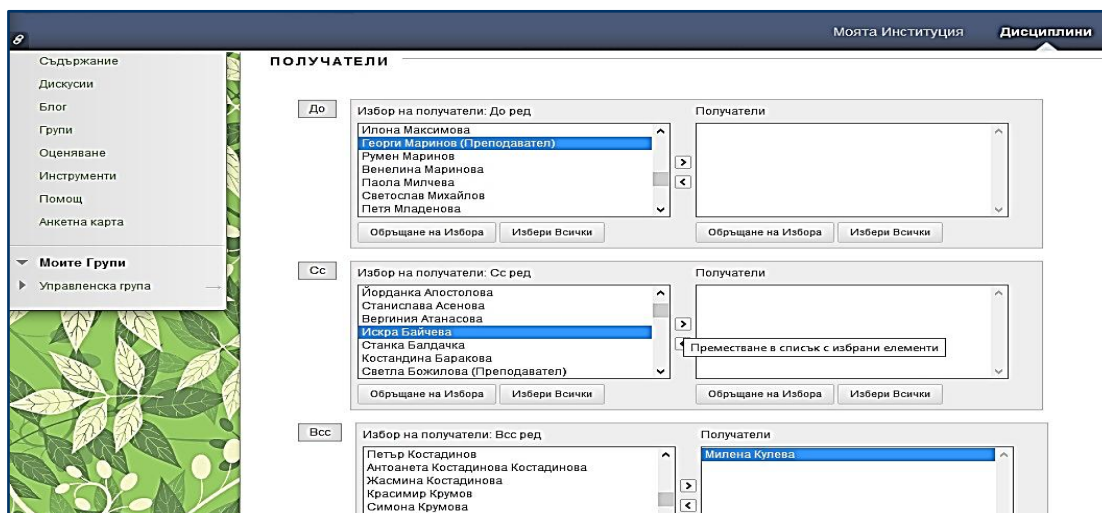 Моята Институция
Дисциплини
Съдържание
Дискусии
Блог
Групи
Оценяване
Инструменти
Помощ
Анкетна карта
Моите Групи
Управленска група
ПОЛУЧАТЕЛИ
До
Избор на получатели: До ред
Получатели
Илона Максимова
Георги Маринов (Преподавател)
Румен Маринов
Венелина Маринова
Паола Милчева
Светослав Михайлов
Петя Младенова
Обръщане на Избора
Избери Всички
Обръщане на Избора
Избери Всички
Сс
Избор на получатели: Сс ред
Получатели
Йорданка Апостолова
Станислава Асенова
Вергиния Атанасова
Искра Байчева
Станка Балдачка
Костандина Баракова
Светла Божилова (Преподавател)
Преместване в списък с избрани елементи
Обръщане на Избора
Избери Всички
Обръщане на Избора
Избери Всички
Всс
Избор на получатели: Всс ред
Получатели
Петър Костадинов
Антоанета Костадинова Костадинова
Жасмина Костадинова
Красимир Крумов
Симона Крумова
Милена Кулева